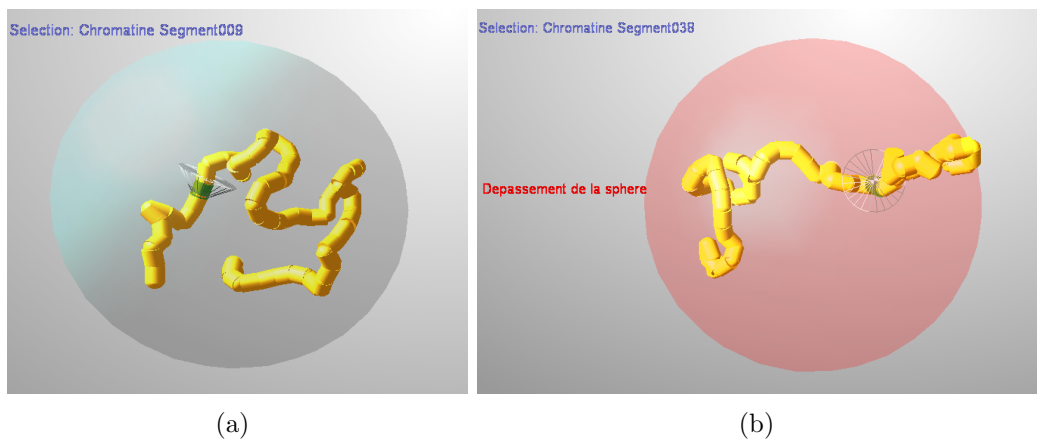 Selection: Chromatine Segment009
Selection: Chromatine Segment038
Depassement de la sphere
(a)
(b)